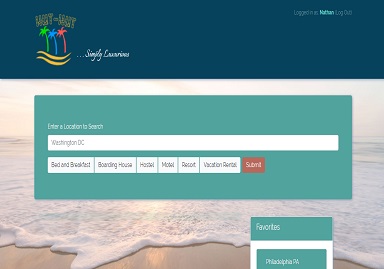 Logged in as: Nathan (Log Out)
...Simply Luxurious
Enter a Location to Search
Washington DC
Bed and Breakfast Boarding House Hostel Motel Resort Vacation Rental Submit
Favorites
Philadelphia PA